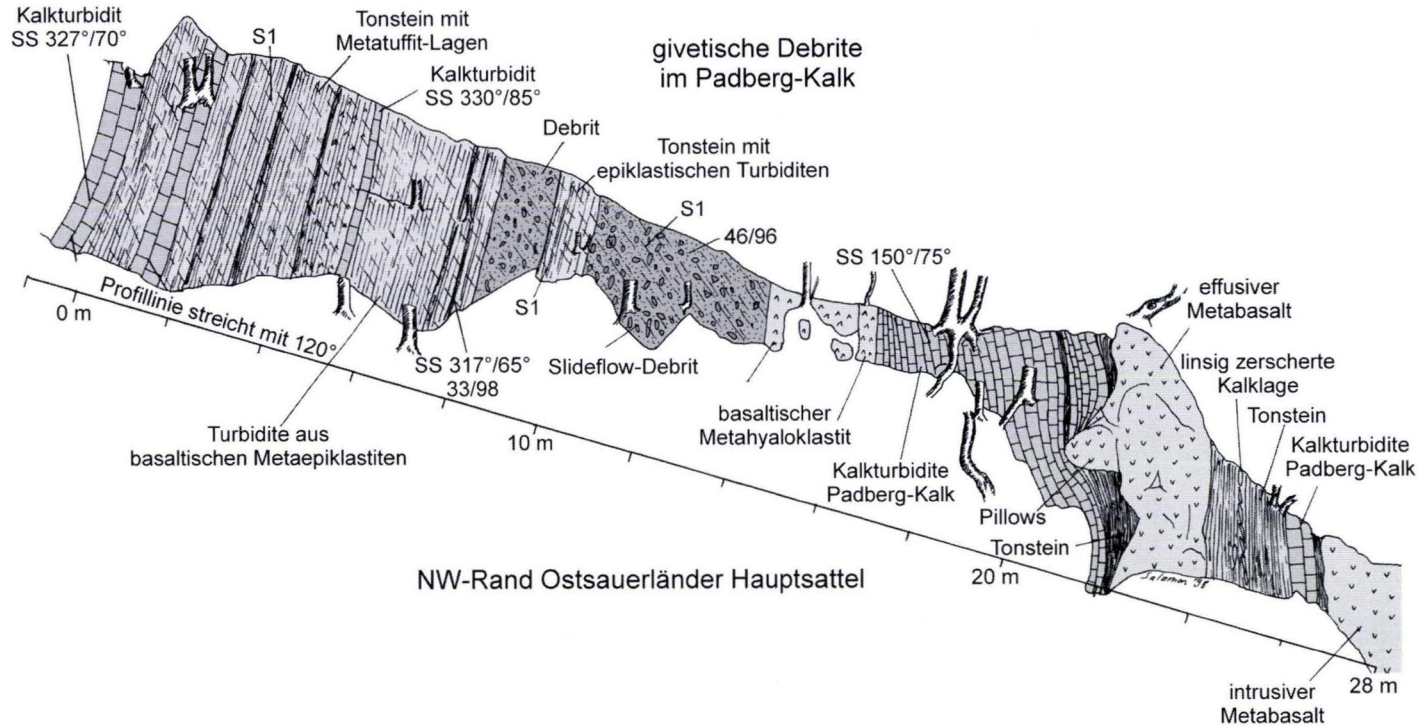 Kalkturbidit
SS 327°/70°
S1
Tonstein mit
Metatuffit-Lagen
Kalkturbidit
SS 330°/85°
givetische Debrite
im Padberg-Kalk
Debrit
Tonstein mit
epiklastischen Turbiditen
S1
46/96
SS 150°/75°
effusiver
Metabasalt
linsig zerscherte
Kalklage
Tonstein
Kalkturbidite
Padberg-Kalk
0 m
Profillinie streicht mit 120°
S1
SS 317°/65°
33/98
Slideflow-Debrit
Turbidite aus
basaltischen Metaepiklastiten
10 m
basaltischer
Metahyaloklastit
Kalkturbidite
Padberg-Kalk
Pillows
Tonstein
Salamon '98
20 m
NW-Rand Ostsauerländer Hauptsattel
28 m
intrusiver
Metabasalt